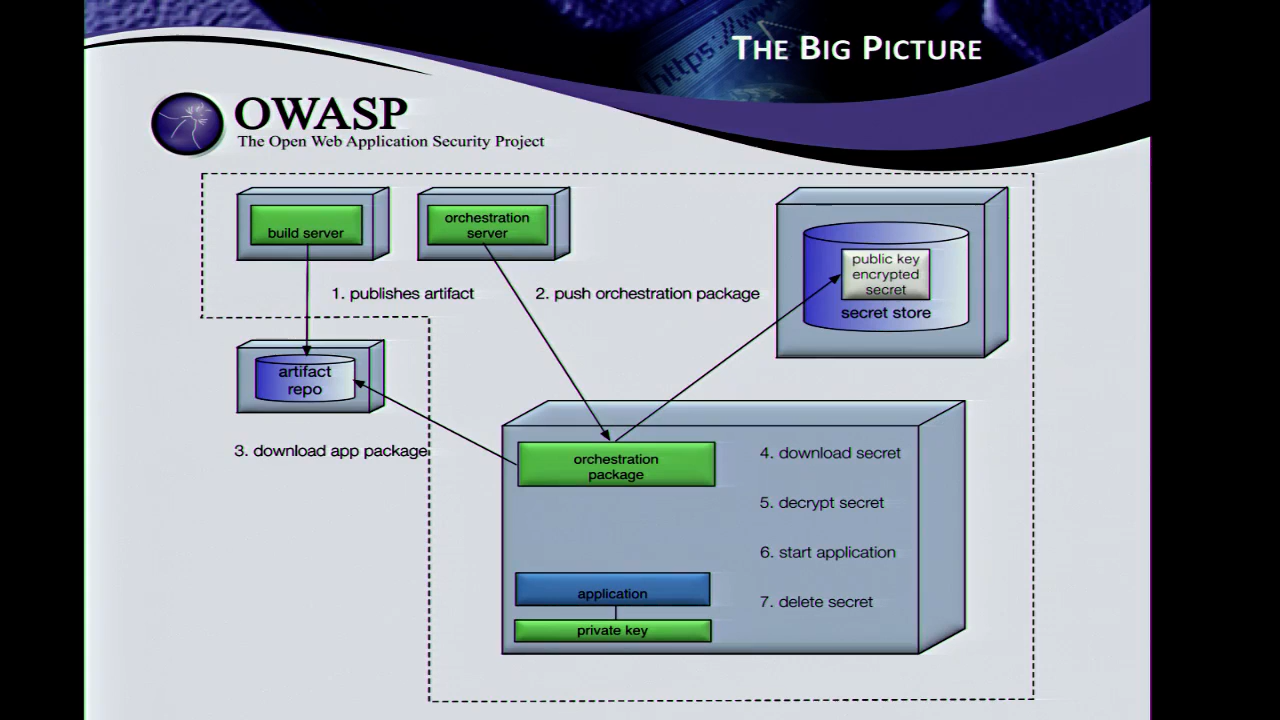 THE BIG PICTURE
https://www
OWASP
The Open Web Application Security Project
build server
orchestration
server
public key
encrypted
secret
secret store
1. publishes artifact
2. push orchestration package
artifact
repo
3. download app package
orchestration
package
4. download secret
5. decrypt secret
6. start application
7. delete secret
application
private key